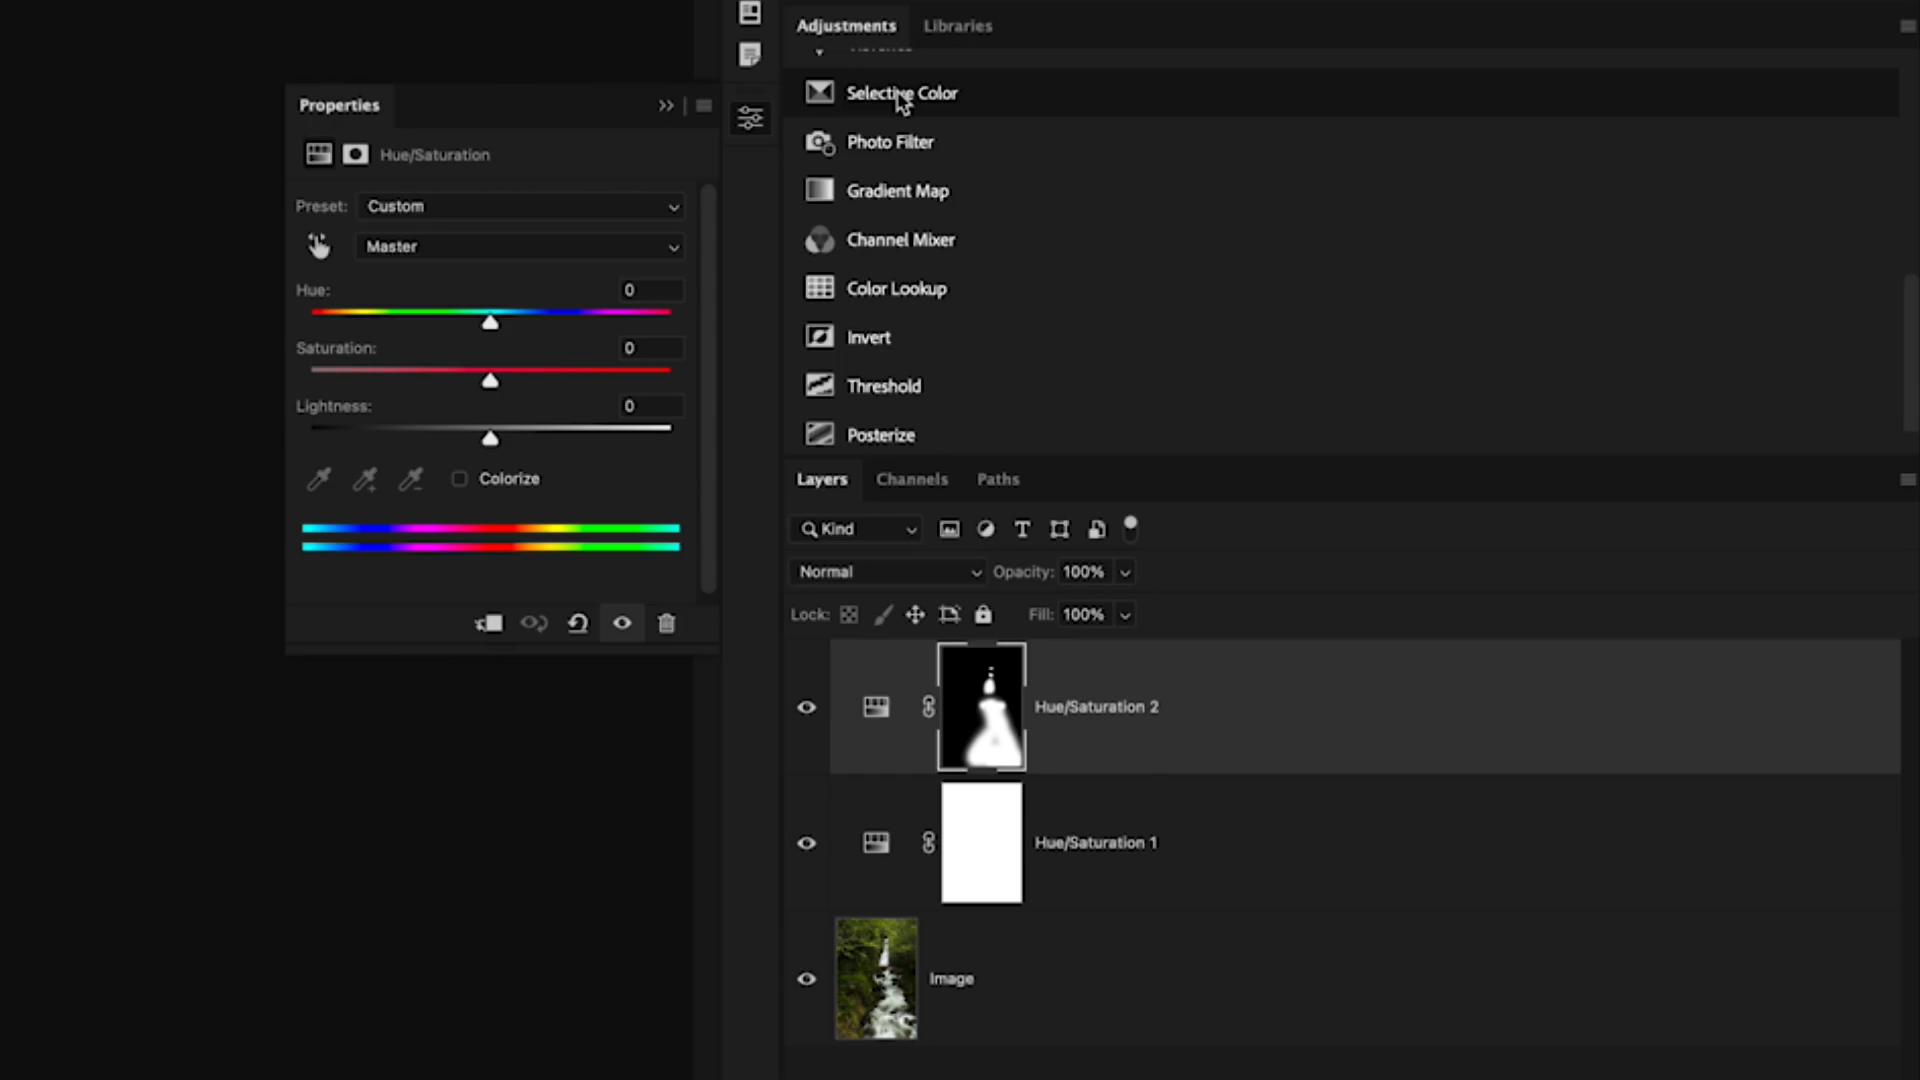 Adjustments
Libraries
Selective Color
Photo Filter
Gradient Map
Channel Mixer
Color Lookup
Invert
Threshold
Posterize
Properties
Hue/Saturation
Preset: Custom
Master
Hue: 0
Saturation: 0
Lightness: 0
Colorize
Layers
Channels
Paths
Kind
Normal
Opacity: 100%
Lock:
Fill: 100%
Hue/Saturation 2
Hue/Saturation 1
Image